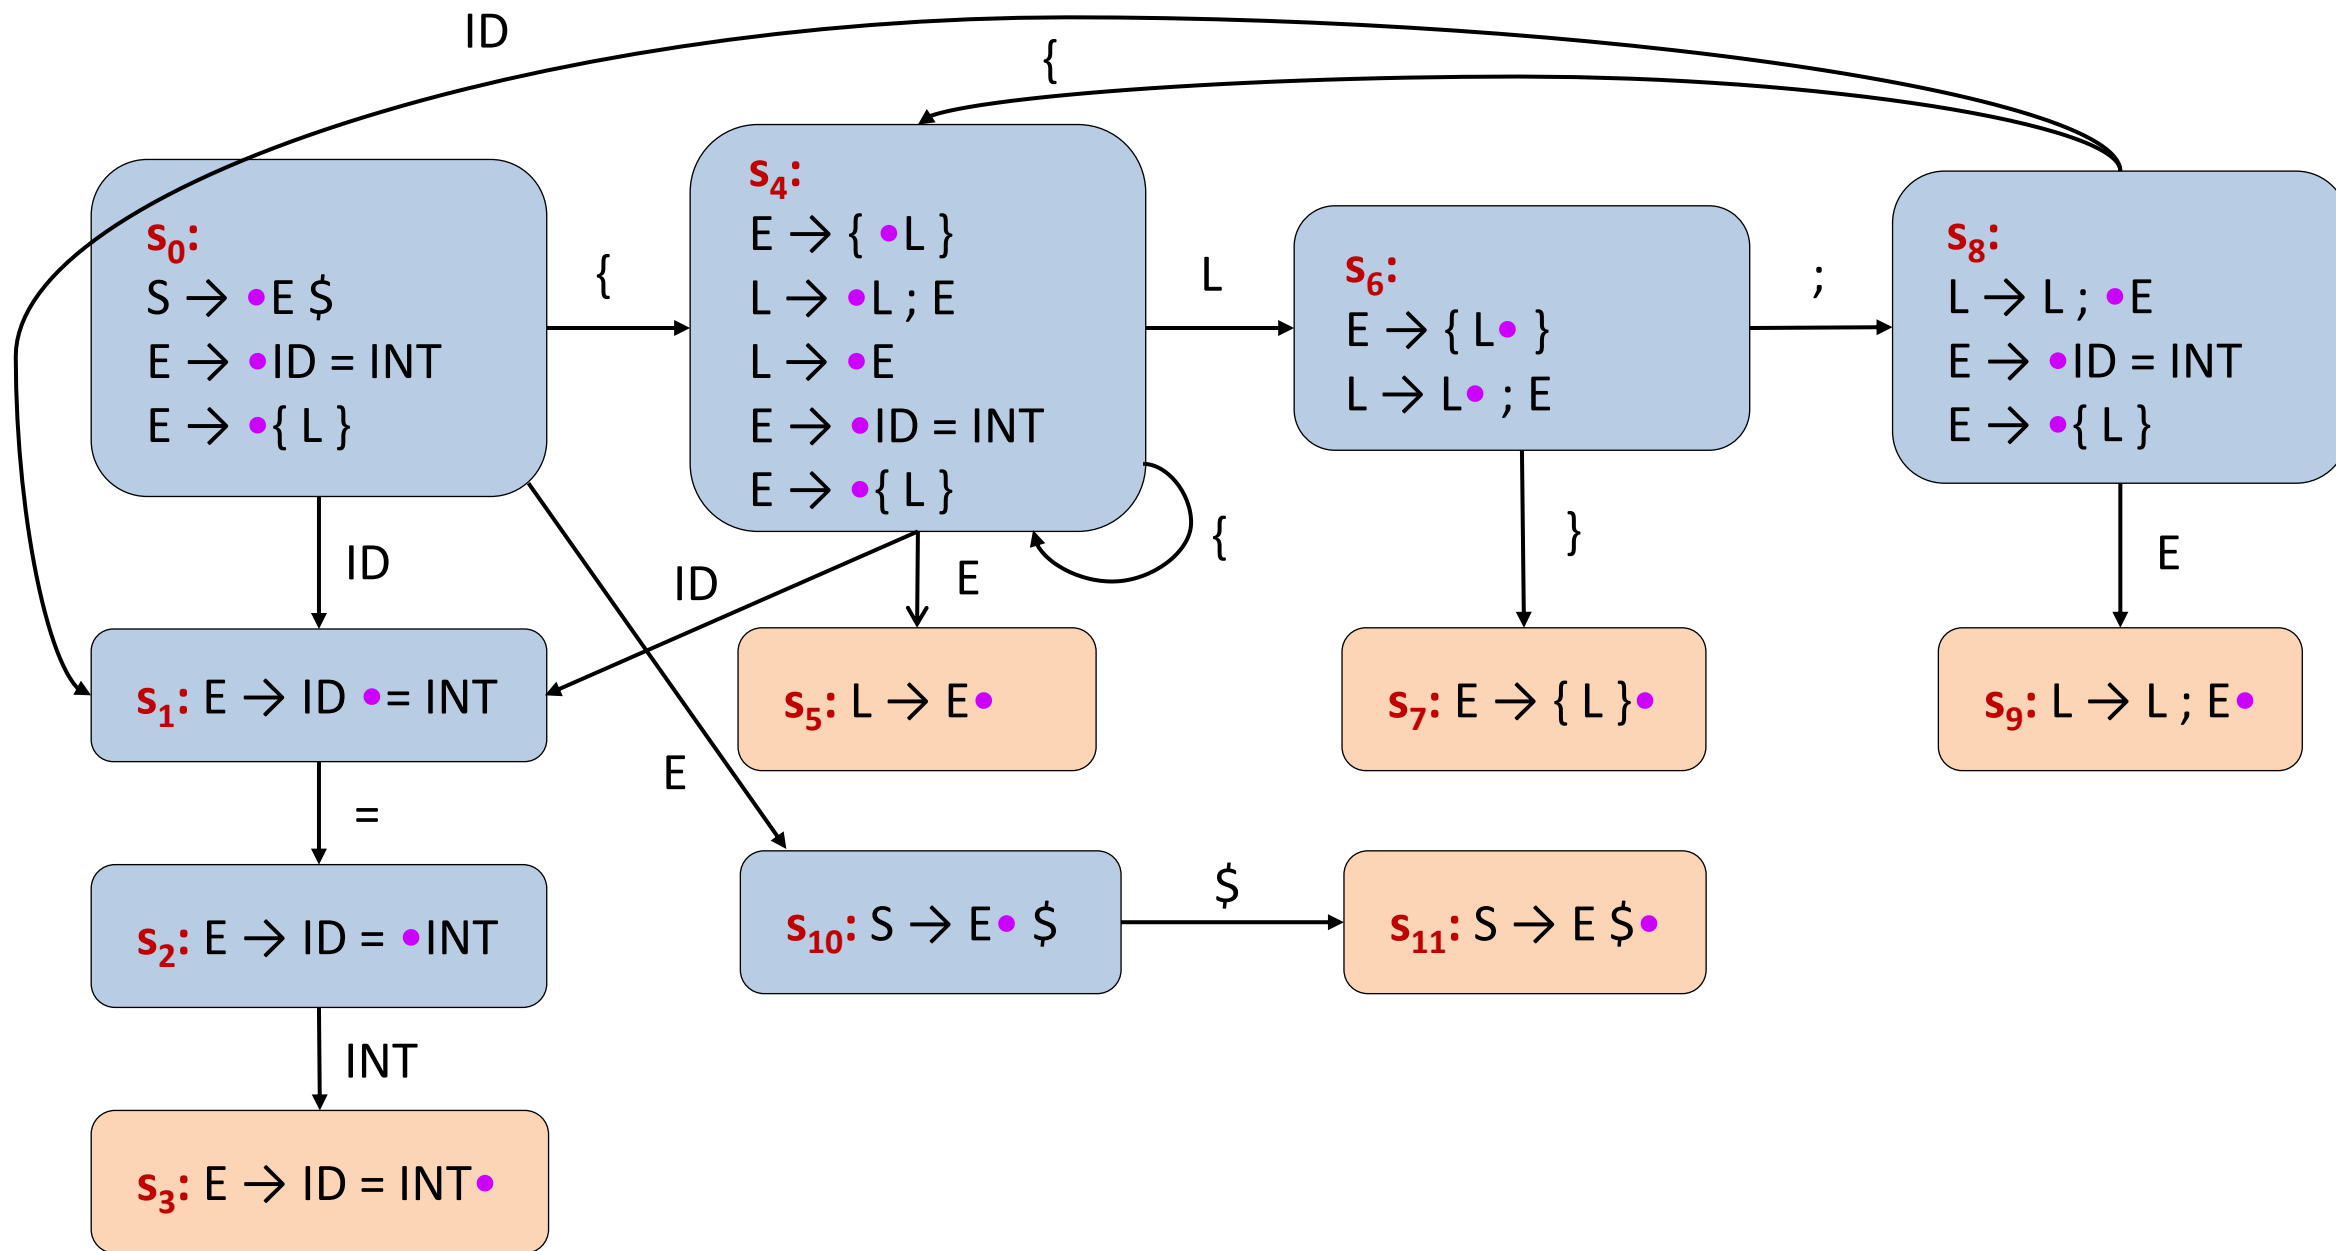 ID
{
s0:
S → •E $
E → •ID = INT
E → •{ L }
{
s4:
E → { •L }
L → •L ; E
L → •E
E → •ID = INT
E → •{ L }
L
s6:
E → { L• }
L → L• ; E
;
s8:
L → L ; •E
E → •ID = INT
E → •{ L }
ID
ID
E
{
}
E
s1: E → ID •= INT
s5: L → E•
s7: E → { L }•
s9: L → L ; E•
E
=
s2: E → ID = •INT
s10: S → E• $
$
s11: S → E $•
INT
s3: E → ID = INT•